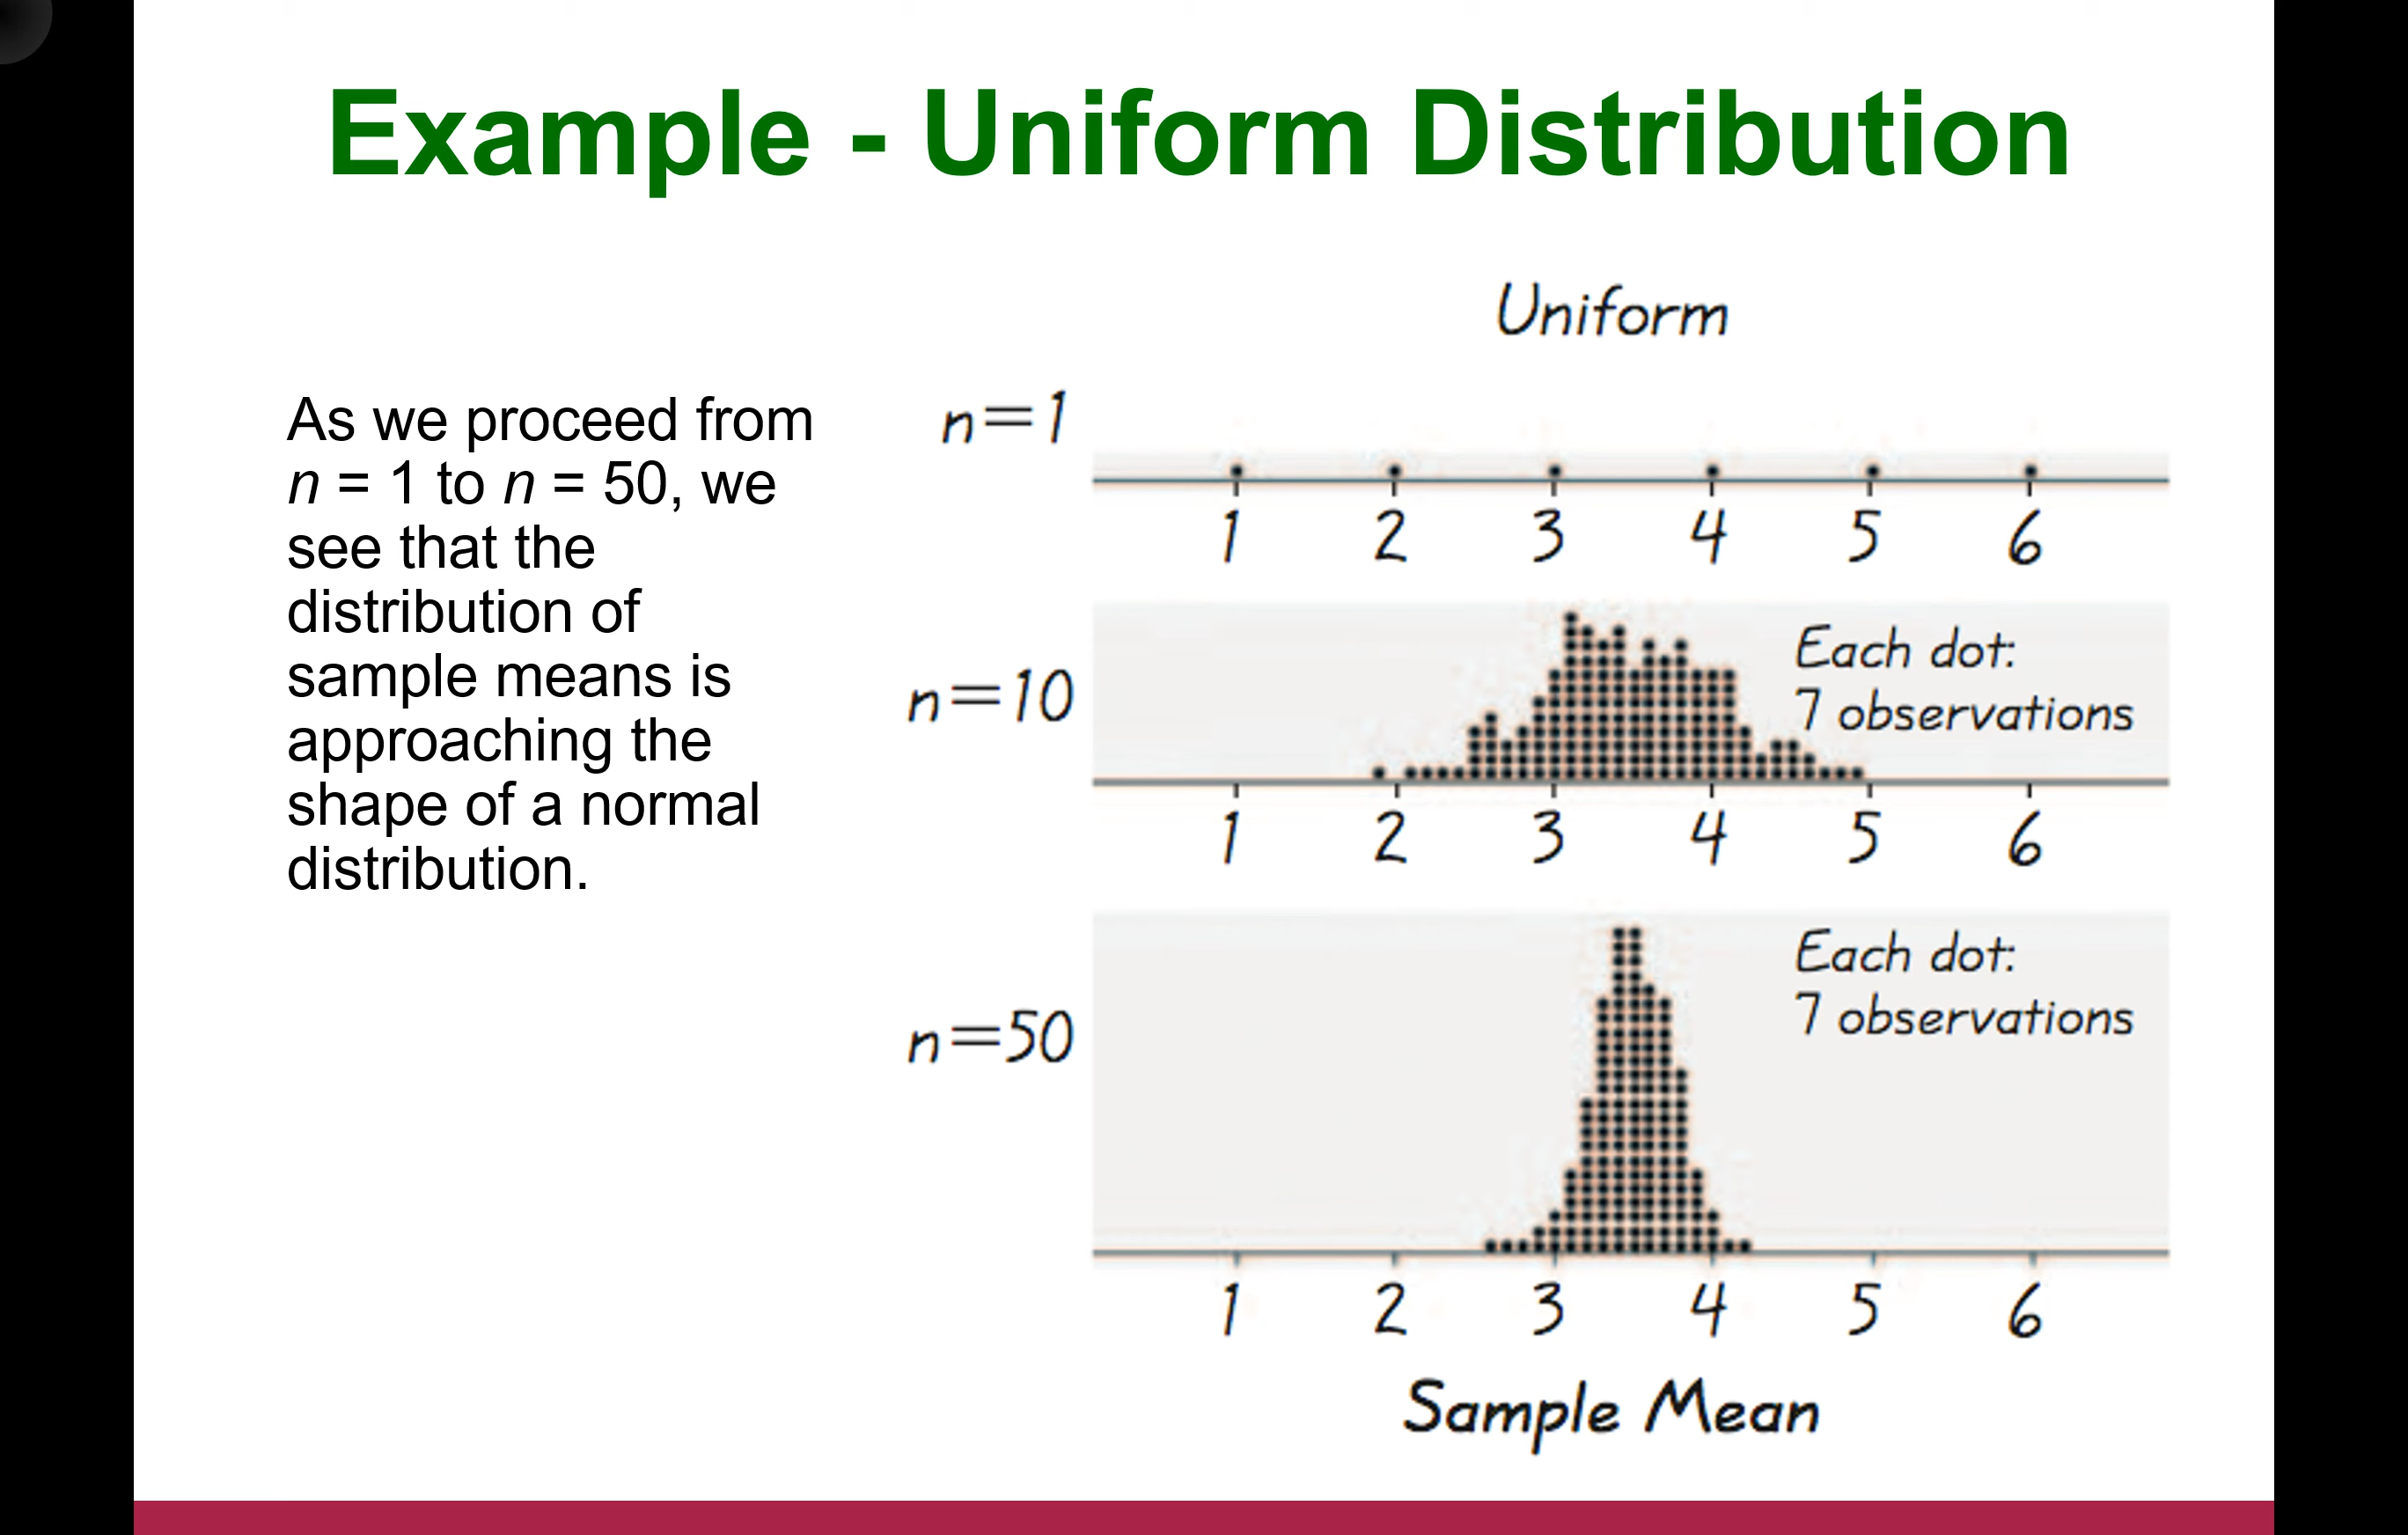 Example - Uniform Distribution
Uniform
As we proceed from
n = 1 to n = 50, we
see that the
distribution of
sample means is
approaching the
shape of a normal
distribution.
n=1
1 2 3 4 5 6
n=10
Each dot:
7 observations
1 2 3 4 5 6
n=50
Each dot:
7 observations
1 2 3 4 5 6
Sample Mean